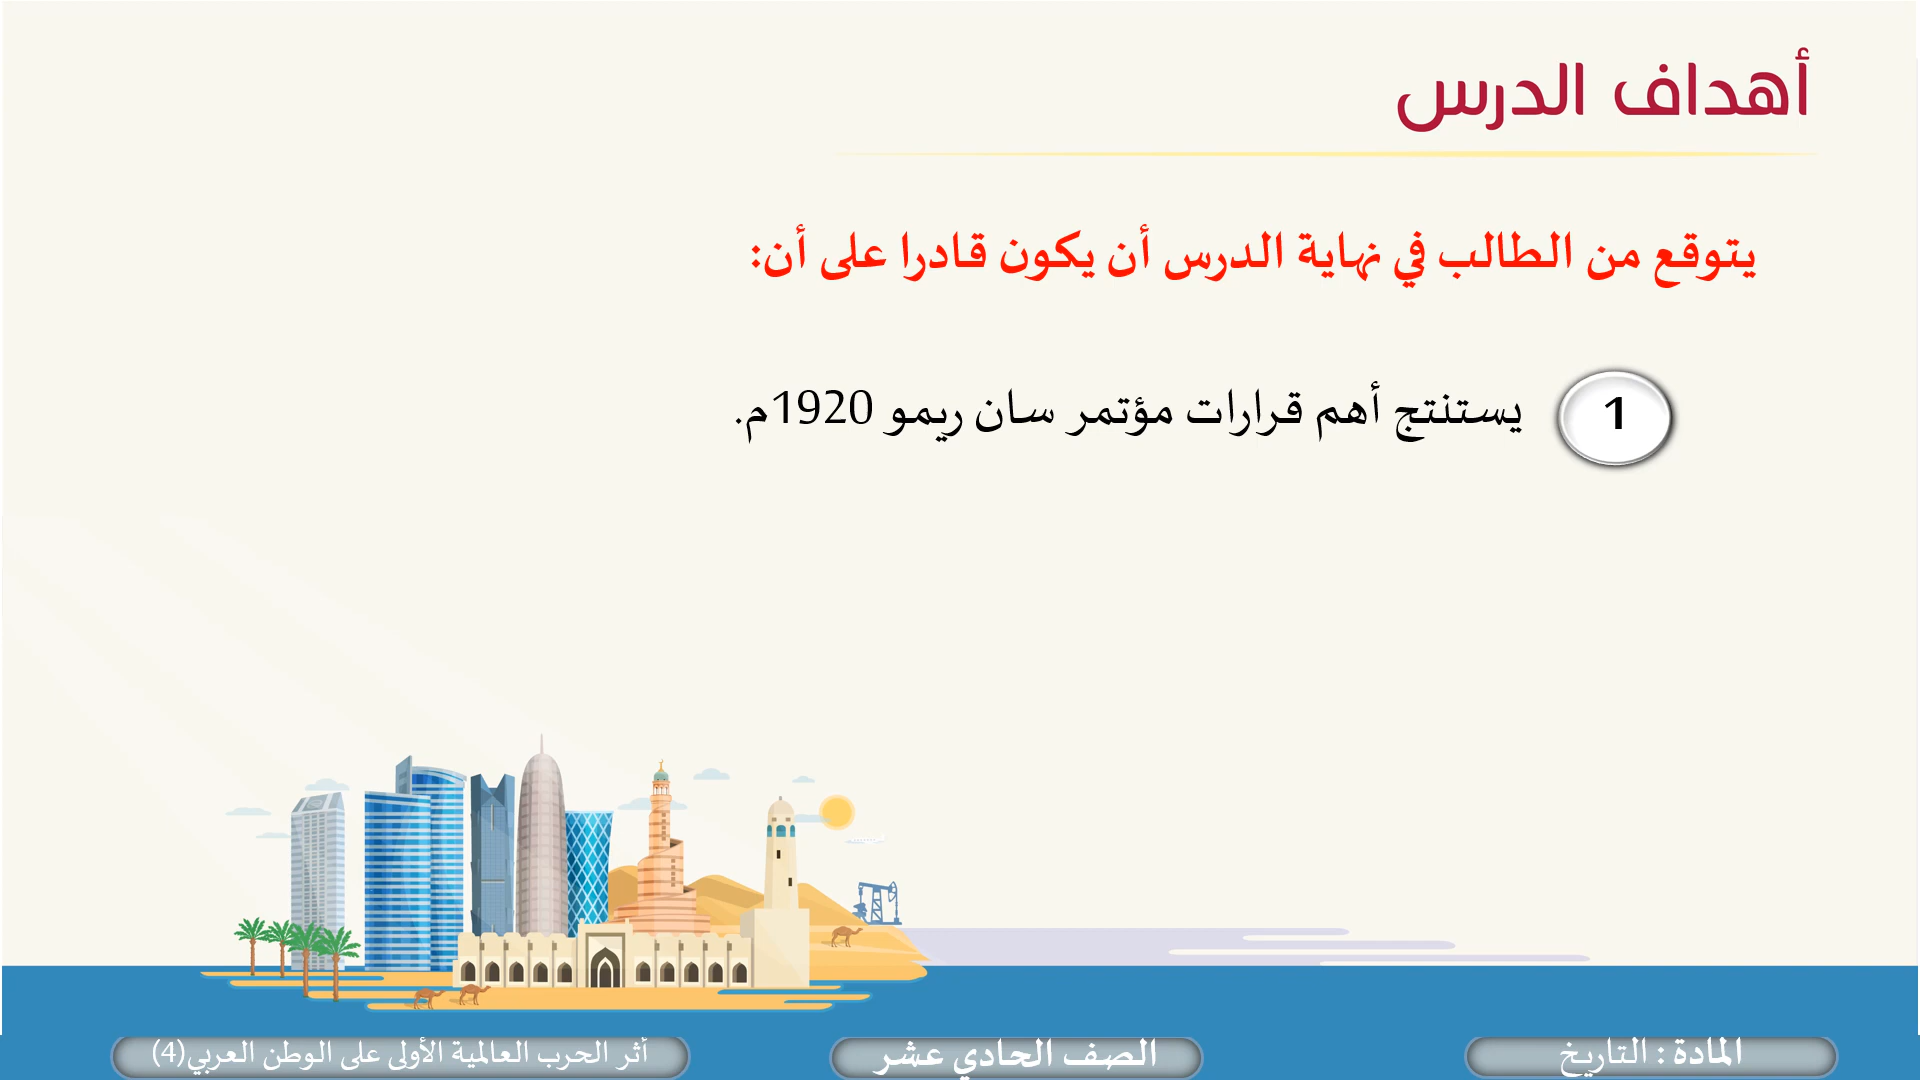 أهداف الدرس
يتوقع من الطالب في نهاية الدرس أن يكون قادرا على أن:
1 يستنتج أهم قرارات مؤتمر سان ريمو 1920م.
المادة : التاريخ
الصف الحادي عشر
أثر الحرب العالمية الأولى على الوطن العربي(4)